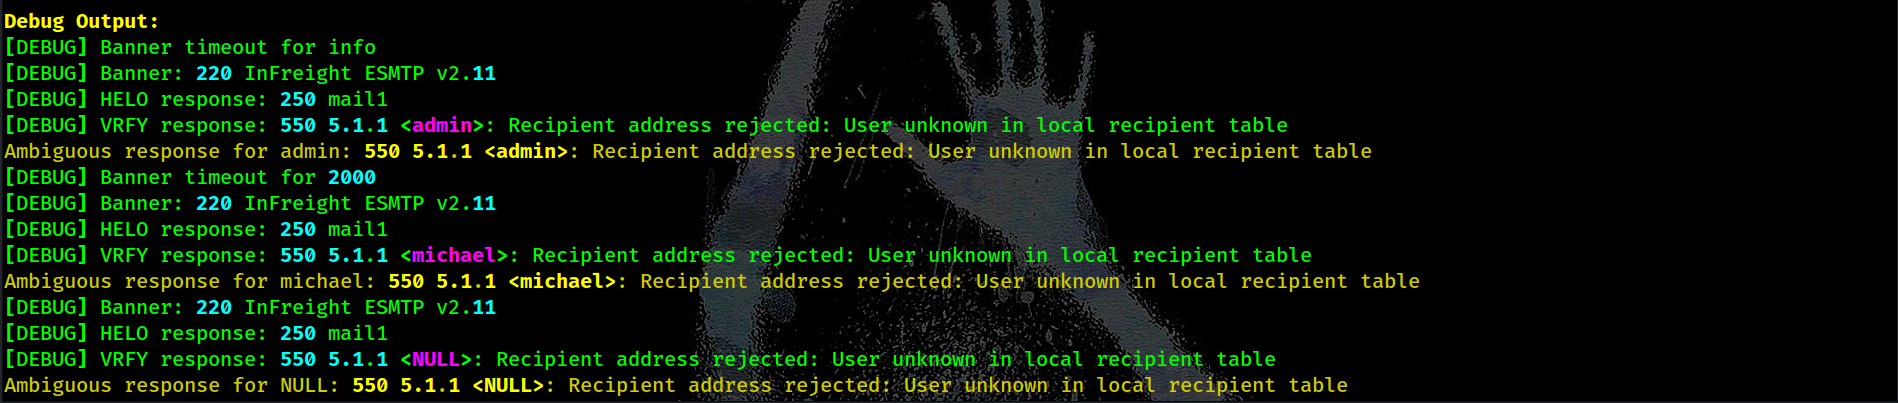 Debug Output:
[DEBUG] Banner timeout for info
[DEBUG] Banner: 220 InFreight ESMTP v2.11
[DEBUG] HELO response: 250 mail1
[DEBUG] VRFY response: 550 5.1.1 <admin>: Recipient address rejected: User unknown in local recipient table
Ambiguous response for admin: 550 5.1.1 <admin>: Recipient address rejected: User unknown in local recipient table
[DEBUG] Banner timeout for 2000
[DEBUG] Banner: 220 InFreight ESMTP v2.11
[DEBUG] HELO response: 250 mail1
[DEBUG] VRFY response: 550 5.1.1 <michael>: Recipient address rejected: User unknown in local recipient table
Ambiguous response for michael: 550 5.1.1 <michael>: Recipient address rejected: User unknown in local recipient table
[DEBUG] Banner: 220 InFreight ESMTP v2.11
[DEBUG] HELO response: 250 mail1
[DEBUG] VRFY response: 550 5.1.1 <NULL>: Recipient address rejected: User unknown in local recipient table
Ambiguous response for NULL: 550 5.1.1 <NULL>: Recipient address rejected: User unknown in local recipient table